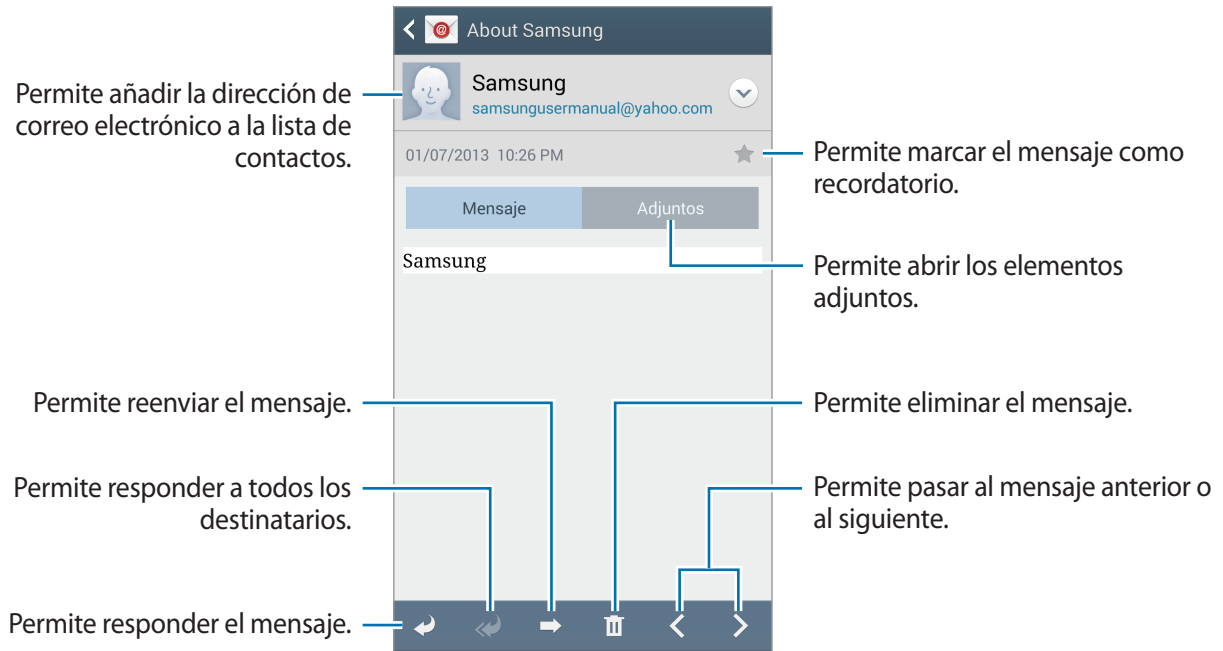 About Samsung
Samsung
samsungusermanual@yahoo.com
01/07/2013 10:26 PM
Mensaje
Adjuntos
Samsung
Permite añadir la dirección de
correo electrónico a la lista de
contactos.
Permite reenviar el mensaje.
Permite responder a todos los
destinatarios.
Permite responder el mensaje.
Permite marcar el mensaje como
recordatorio.
Permite abrir los elementos
adjuntos.
Permite eliminar el mensaje.
Permite pasar al mensaje anterior o
al siguiente.